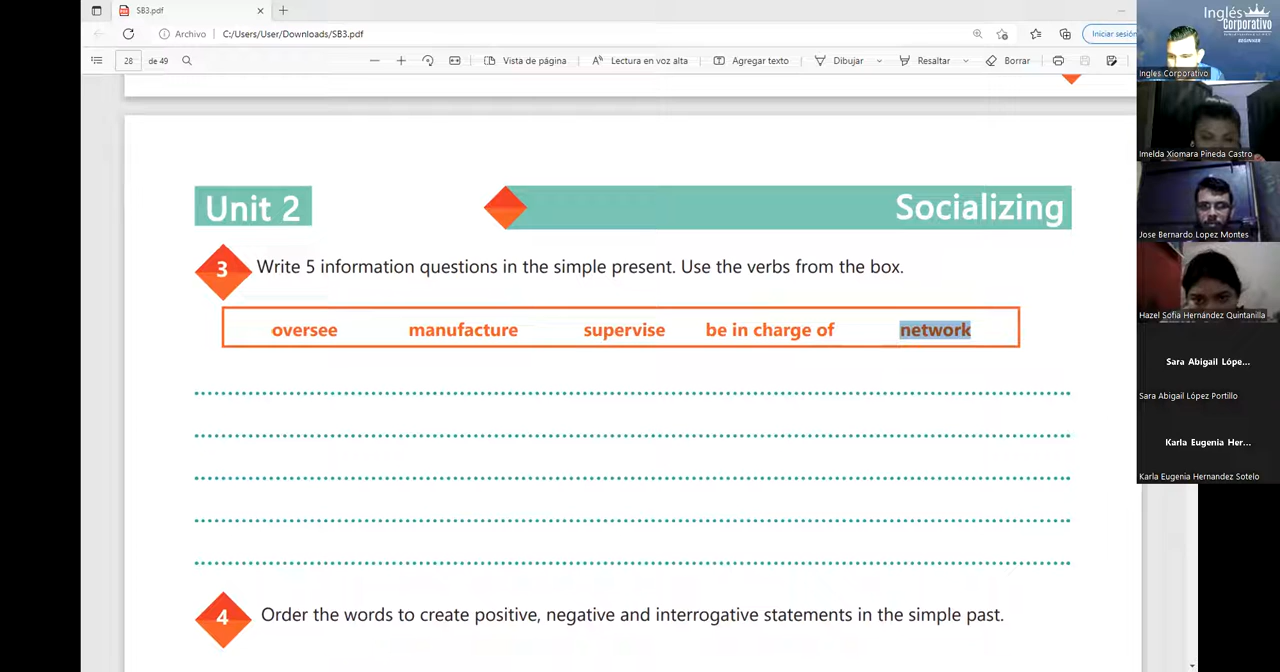 SB3.pdf
Archivo C:/Users/User/Downloads/SB3.pdf Iniciar sesión
28 de 49 Vista de página Lectura en voz alta Agregar texto Dibujar Resaltar Borrar
Inglés
Corporativo
BEGINNER
Ingles Corporativo
Imelda Xiomara Pineda Castro
Jose Bernardo Lopez Montes
Hazel Sofia Hernández Quintanilla
Sara Abigail Lópe...
Sara Abigail López Portillo
Karla Eugenia Her...
Karla Eugenia Hernandez Sotelo
Unit 2 Socializing
3 Write 5 information questions in the simple present. Use the verbs from the box.
oversee manufacture supervise be in charge of network
4 Order the words to create positive, negative and interrogative statements in the simple past.